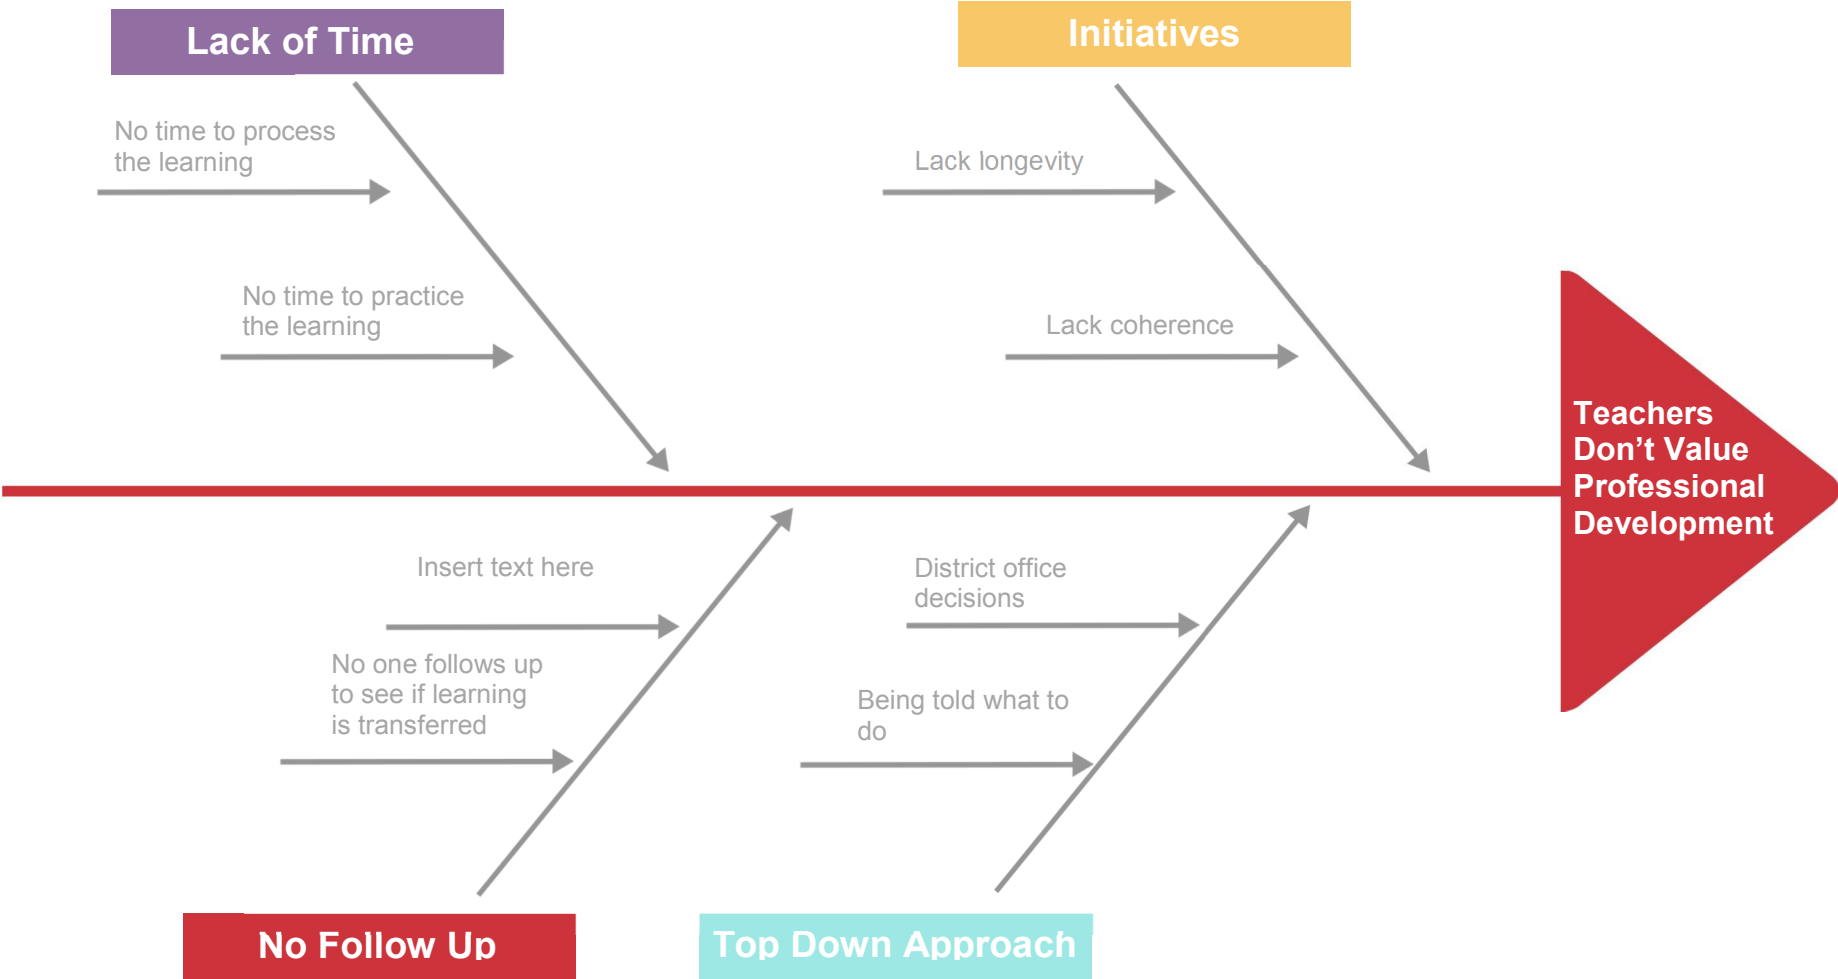 Lack of Time
Initiatives
No time to process
the learning
Lack longevity
No time to practice
the learning
Lack coherence
Teachers
Don’t Value
Professional
Development
Insert text here
District office
decisions
No one follows up
to see if learning
is transferred
Being told what to
do
No Follow Up
Top Down Approach